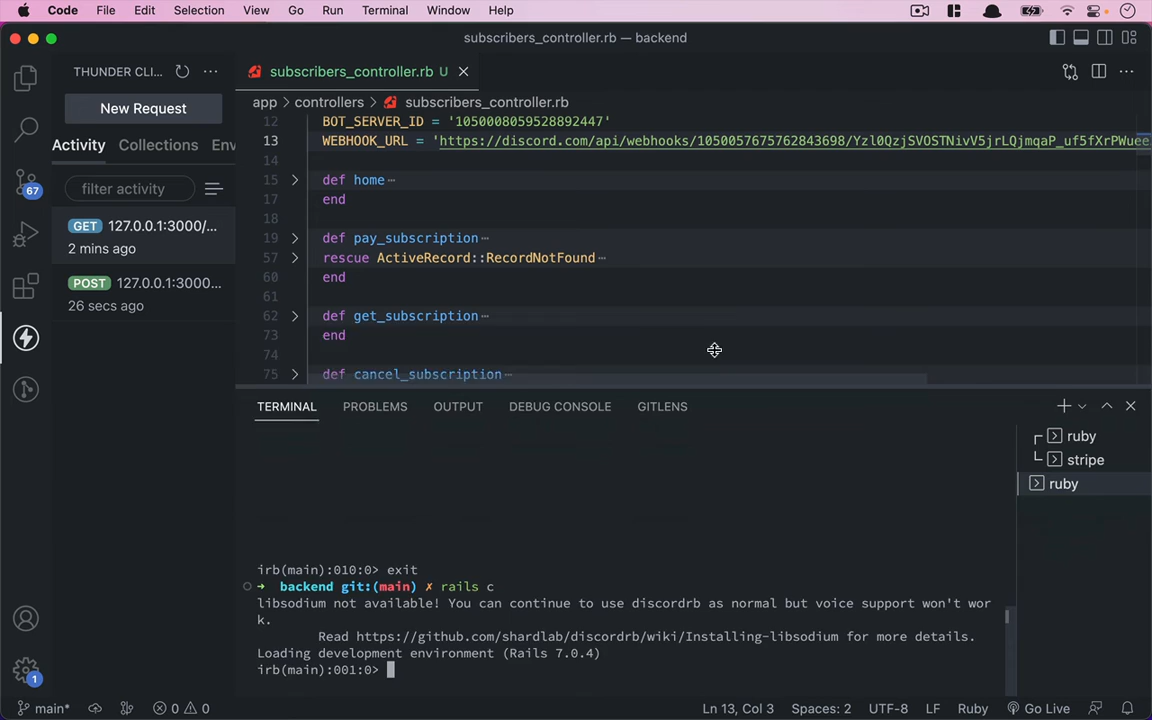 Code File Edit Selection View Go Run Terminal Window Help
subscribers_controller.rb — backend
THUNDER CLI...
subscribers_controller.rb U
New Request
app > controllers > subscribers_controller.rb
Activity Collections Env
filter activity
GET 127.0.0.1:3000/...
2 mins ago
POST 127.0.0.1:3000...
26 secs ago
67
1
12 BOT_SERVER_ID = '1050008059528892447'
13 WEBHOOK_URL = 'https://discord.com/api/webhooks/1050057675762843698/Yzl0QzjSVOSTNivV5jrLQjmqaP_uf5fXrPWuee
14
15 def home
17 end
18
19 def pay_subscription
57 rescue ActiveRecord::RecordNotFound
60 end
61
62 def get_subscription
73 end
74
75 def cancel_subscription
TERMINAL PROBLEMS OUTPUT DEBUG CONSOLE GITLENS
ruby
stripe
ruby
irb(main):010:0> exit
➜ backend git:(main) ✗ rails c
libsodium not available! You can continue to use discordrb as normal but voice support won't wor
k.
Read https://github.com/shardlab/discordrb/wiki/Installing-libsodium for more details.
Loading development environment (Rails 7.0.4)
irb(main):001:0>
main* 0 0 Ln 13, Col 3 Spaces: 2 UTF-8 LF Ruby Go Live